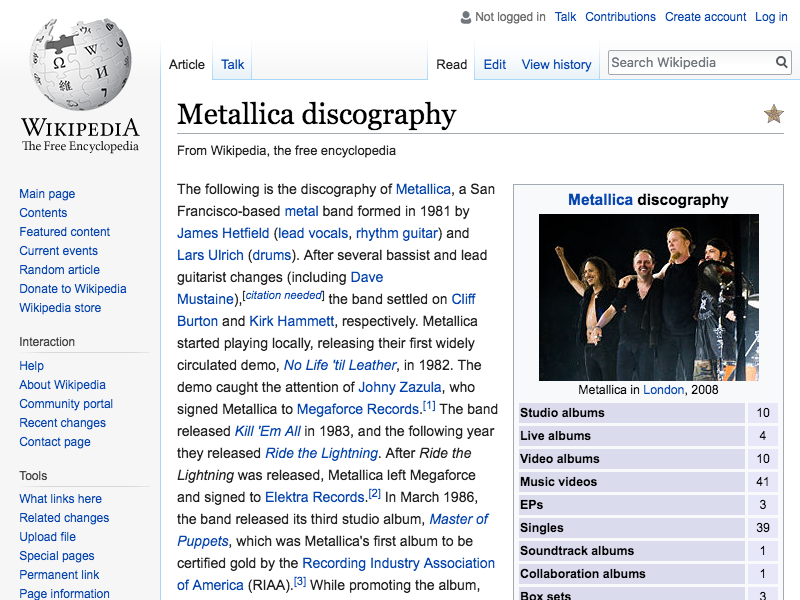 Not logged in Talk Contributions Create account Log in
Article Talk Read Edit View history Search Wikipedia
Ω W И 維
WIKIPEDIA
The Free Encyclopedia
Main page
Contents
Featured content
Current events
Random article
Donate to Wikipedia
Wikipedia store
Interaction
Help
About Wikipedia
Community portal
Recent changes
Contact page
Tools
What links here
Related changes
Upload file
Special pages
Permanent link
Page information
Metallica discography
From Wikipedia, the free encyclopedia
The following is the discography of Metallica, a San
Francisco-based metal band formed in 1981 by
James Hetfield (lead vocals, rhythm guitar) and
Lars Ulrich (drums). After several bassist and lead
guitarist changes (including Dave
Mustaine),[citation needed] the band settled on Cliff
Burton and Kirk Hammett, respectively. Metallica
started playing locally, releasing their first widely
circulated demo, No Life 'til Leather, in 1982. The
demo caught the attention of Johny Zazula, who
signed Metallica to Megaforce Records.[1] The band
released Kill 'Em All in 1983, and the following year
they released Ride the Lightning. After Ride the
Lightning was released, Metallica left Megaforce
and signed to Elektra Records.[2] In March 1986,
the band released its third studio album, Master of
Puppets, which was Metallica's first album to be
certified gold by the Recording Industry Association
of America (RIAA).[3] While promoting the album,
Metallica discography
Metallica in London, 2008
Studio albums 10
Live albums 4
Video albums 10
Music videos 41
EPs 3
Singles 39
Soundtrack albums 1
Collaboration albums 1
Box sets 3